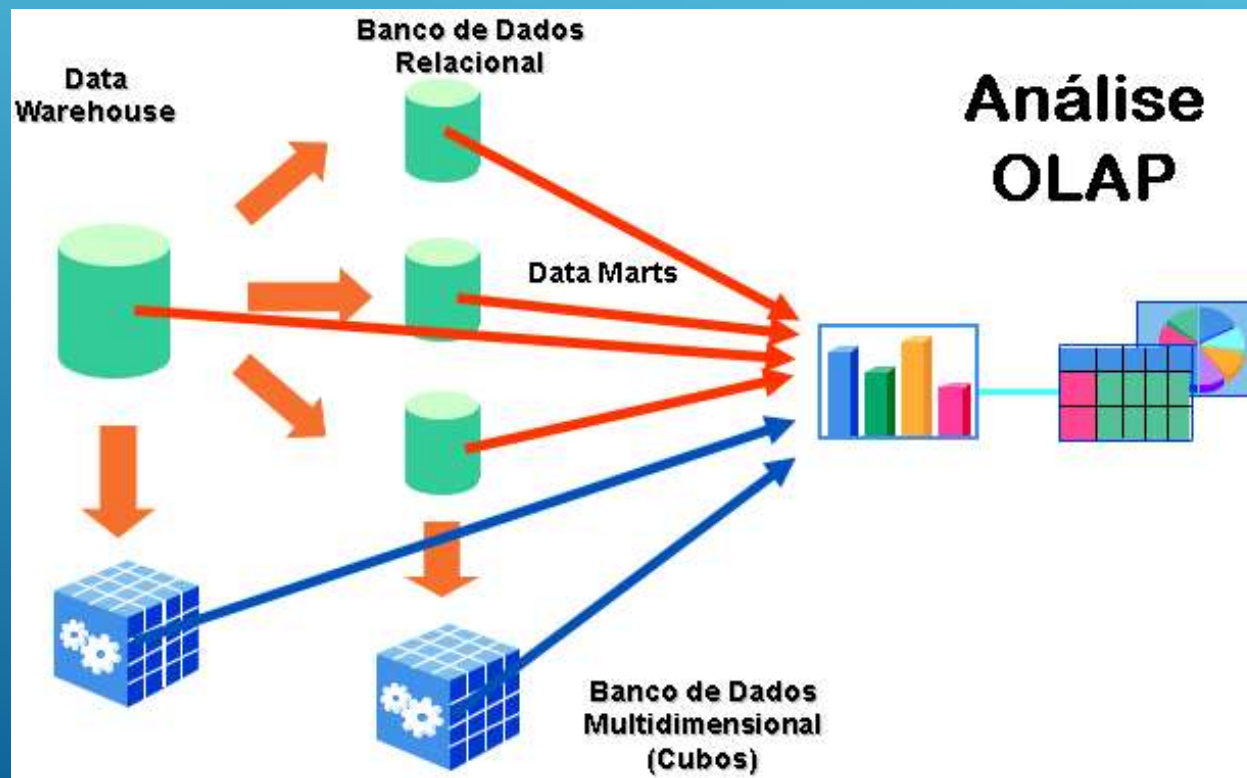 Banco de Dados
Relacional
Data
Warehouse
Análise
OLAP
Data Marts
Banco de Dados
Multidimensional
(Cubos)